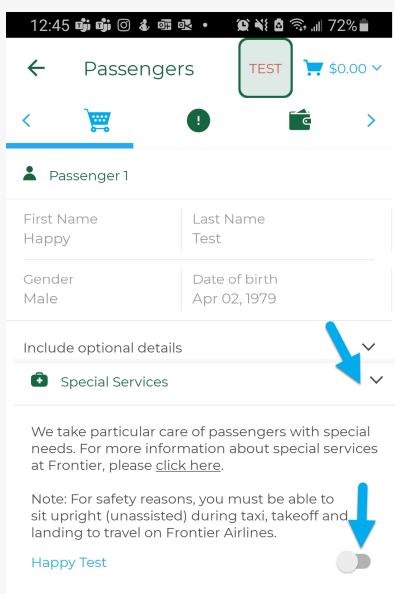 12:45
72%
Passengers
TEST
$0.00
Passenger 1
First Name
Last Name
Happy
Test
Gender
Date of birth
Male
Apr 02, 1979
Include optional details
Special Services
We take particular care of passengers with special
needs. For more information about special services
at Frontier, please click here.
Note: For safety reasons, you must be able to
sit upright (unassisted) during taxi, takeoff and
landing to travel on Frontier Airlines.
Happy Test